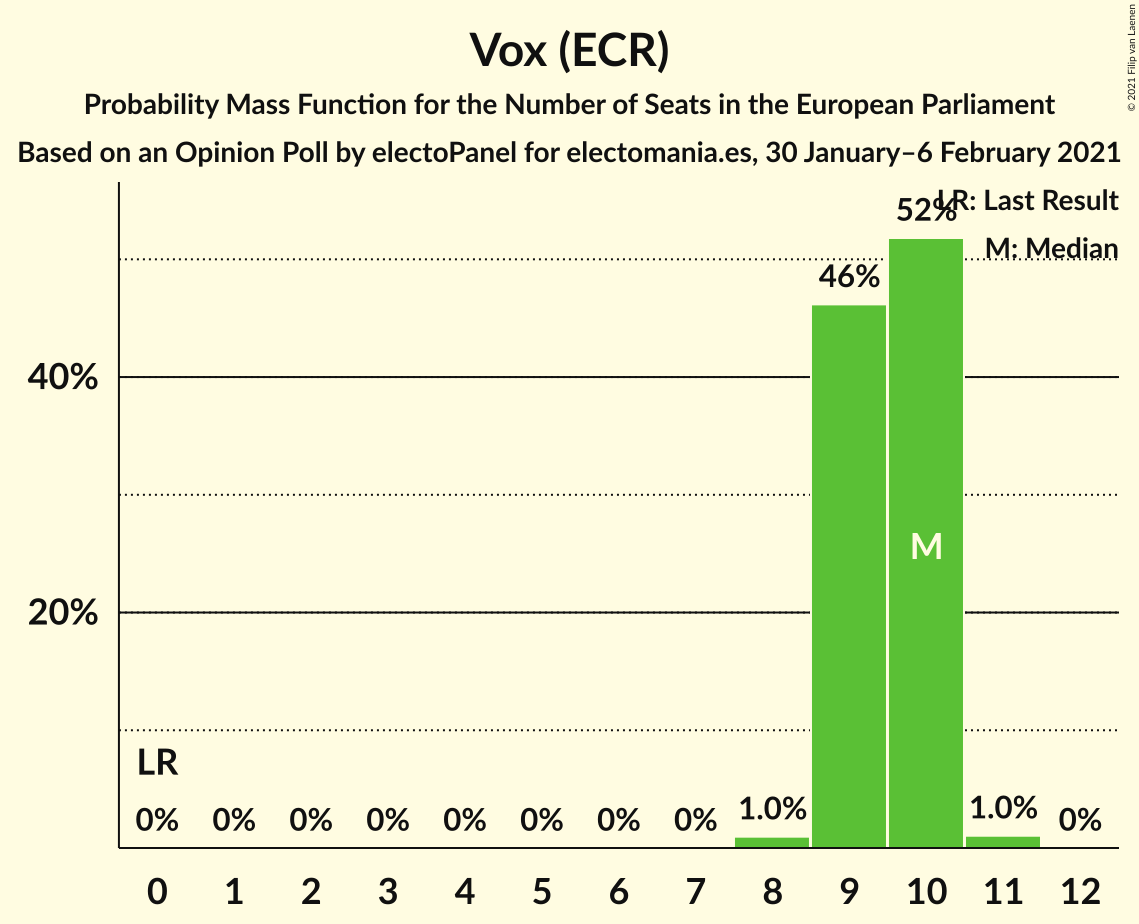 Vox (ECR)
Probability Mass Function for the Number of Seats in the European Parliament
Based on an Opinion Poll by electoPanel for electomania.es, 30 January–6 February 2021
© 2021 Filip van Laenen
LR: Last Result
M: Median
52%
46%
40%
20%
M
LR
0% 0% 0% 0% 0% 0% 0% 0% 1.0% 1.0% 0%
0 1 2 3 4 5 6 7 8 9 10 11 12